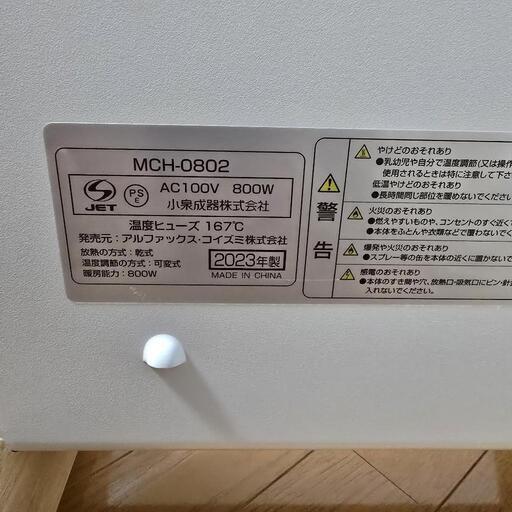 MCH-0802
S JET
PS E
AC100V 800W
小泉成器株式会社
温度ヒューズ 167℃
発売元:アルファックス・コイズミ株式会社
放熱の方式:乾式
温度調節の方式:可変式
暖房能力:800W
2023年製
MADE IN CHINA
警告
やけどのおそれあり
●乳幼児や自分で温度調節(又は操作
使用されるときは特に注意して下さ
低温やけどのおそれあり
●長時間同じ部位を暖めないでくださ
火災のおそれあり
●燃えやすいものや、コンセントのすぐ近く
●本体をふとんや衣類などで覆わないでく
爆発や火災のおそれあり
●スプレー等の缶を本体の近くに置かないで
感電のおそれあり
●本体のすき間や穴、放熱口・吸気口にピン・針金
入れないでください。